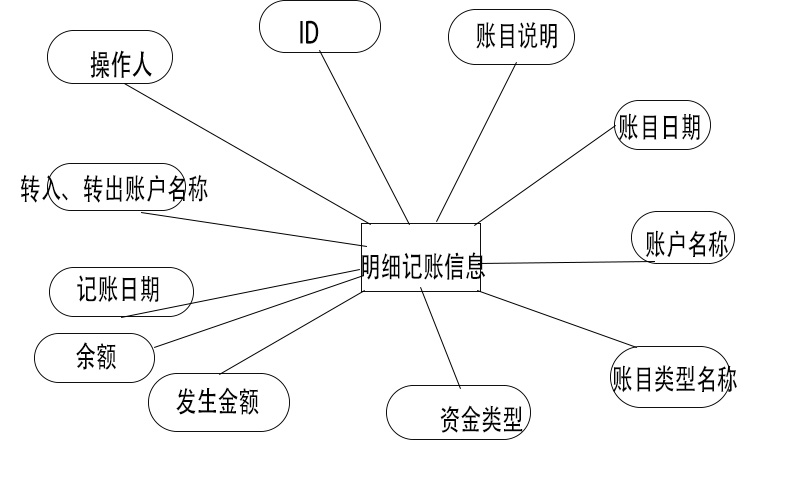 ID
账目说明
操作人
账目日期
转入、转出账户名称
账户名称
明细记账信息
记账日期
余额
账目类型名称
发生金额
资金类型